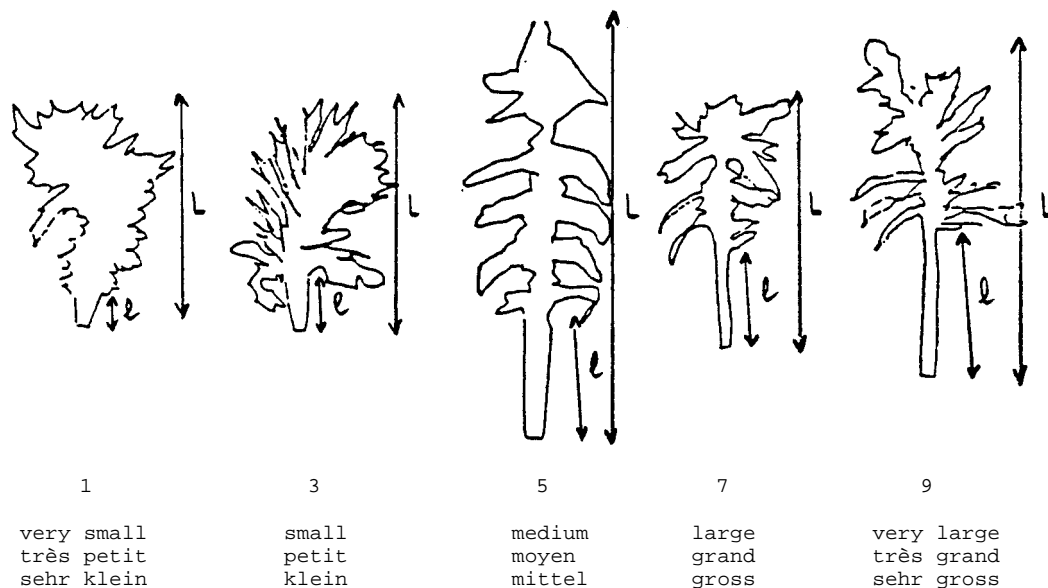 L L L L L
ℓ ℓ ℓ ℓ ℓ
1 3 5 7 9
very small small medium large very large
très petit petit moyen grand très grand
sehr klein klein mittel gross sehr gross